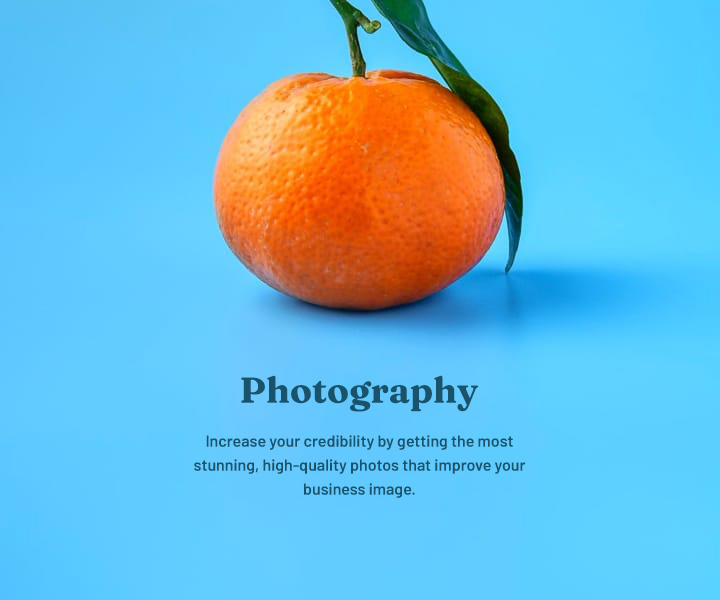 Photography
Increase your credibility by getting the most
stunning, high-quality photos that improve your
business image.